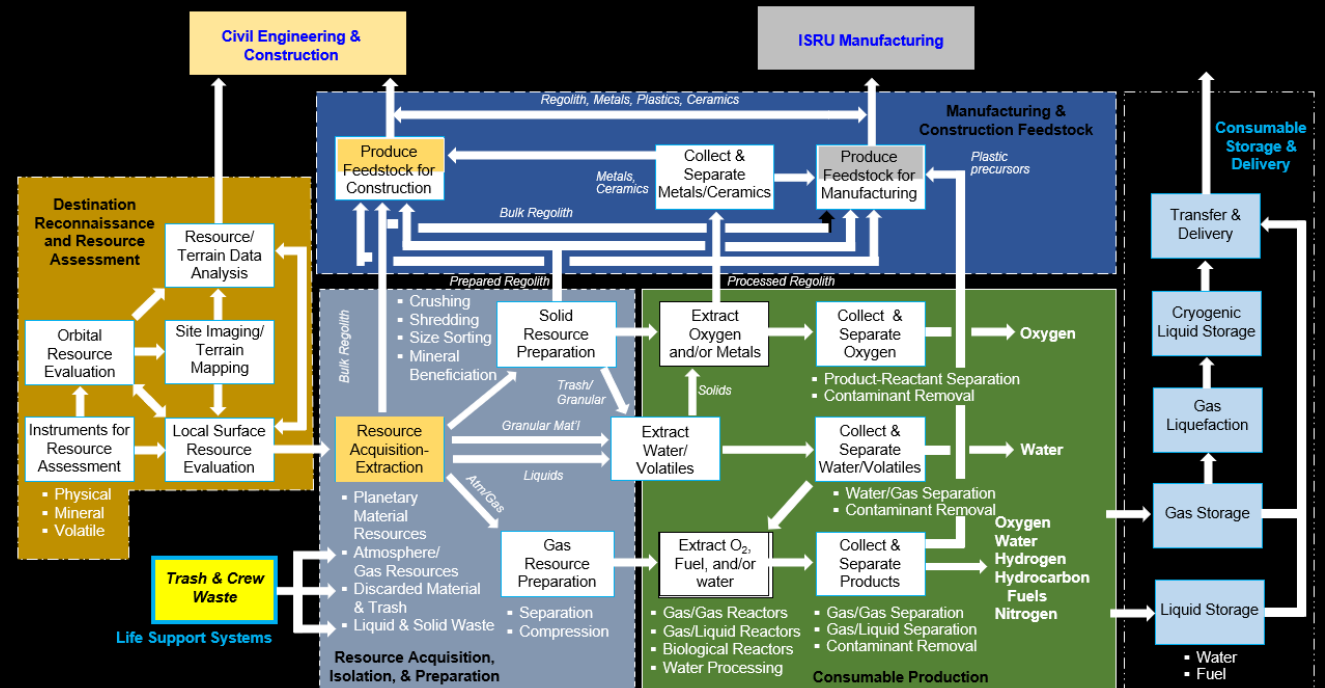 Civil Engineering &
Construction
ISRU Manufacturing
Regolith, Metals, Plastics, Ceramics
Manufacturing &
Construction Feedstock
Produce
Feedstock for
Construction
Metals,
Ceramics
Collect &
Separate
Metals/Ceramics
Produce
Feedstock for
Manufacturing
Plastic
precursors
Bulk Regolith
Prepared Regolith
Processed Regolith
Consumable
Storage &
Delivery
Transfer &
Delivery
Cryogenic
Liquid Storage
Gas
Liquefaction
Gas Storage
Liquid Storage
▪ Water
▪ Fuel
Destination
Reconnaissance
and Resource
Assessment
Resource/
Terrain Data
Analysis
Orbital
Resource
Evaluation
Site Imaging/
Terrain
Mapping
Instruments for
Resource
Assessment
Local Surface
Resource
Evaluation
▪ Physical
▪ Mineral
▪ Volatile
Trash & Crew
Waste
Life Support Systems
Bulk Regolith
▪ Crushing
▪ Shredding
▪ Size Sorting
▪ Mineral
Beneficiation
Solid
Resource
Preparation
Trash/
Granular
Resource
Acquisition-
Extraction
Granular Mat'l
Liquids
Atm/Gas
▪ Planetary
Material
Resources
▪ Atmosphere/
Gas Resources
▪ Discarded Material
& Trash
▪ Liquid & Solid Waste
Gas
Resource
Preparation
▪ Separation
▪ Compression
Resource Acquisition,
Isolation, & Preparation
Extract
Oxygen
and/or Metals
Collect &
Separate
Oxygen
Oxygen
▪ Product-Reactant Separation
▪ Contaminant Removal
Solids
Extract
Water/
Volatiles
Collect &
Separate
Water/Volatiles
Water
▪ Water/Gas Separation
▪ Contaminant Removal
Extract O₂,
Fuel, and/or
water
Collect &
Separate
Products
Oxygen
Water
Hydrogen
Hydrocarbon
Fuels
Nitrogen
▪ Gas/Gas Reactors
▪ Gas/Liquid Reactors
▪ Biological Reactors
▪ Water Processing
▪ Gas/Gas Separation
▪ Gas/Liquid Separation
▪ Contaminant Removal
Consumable Production